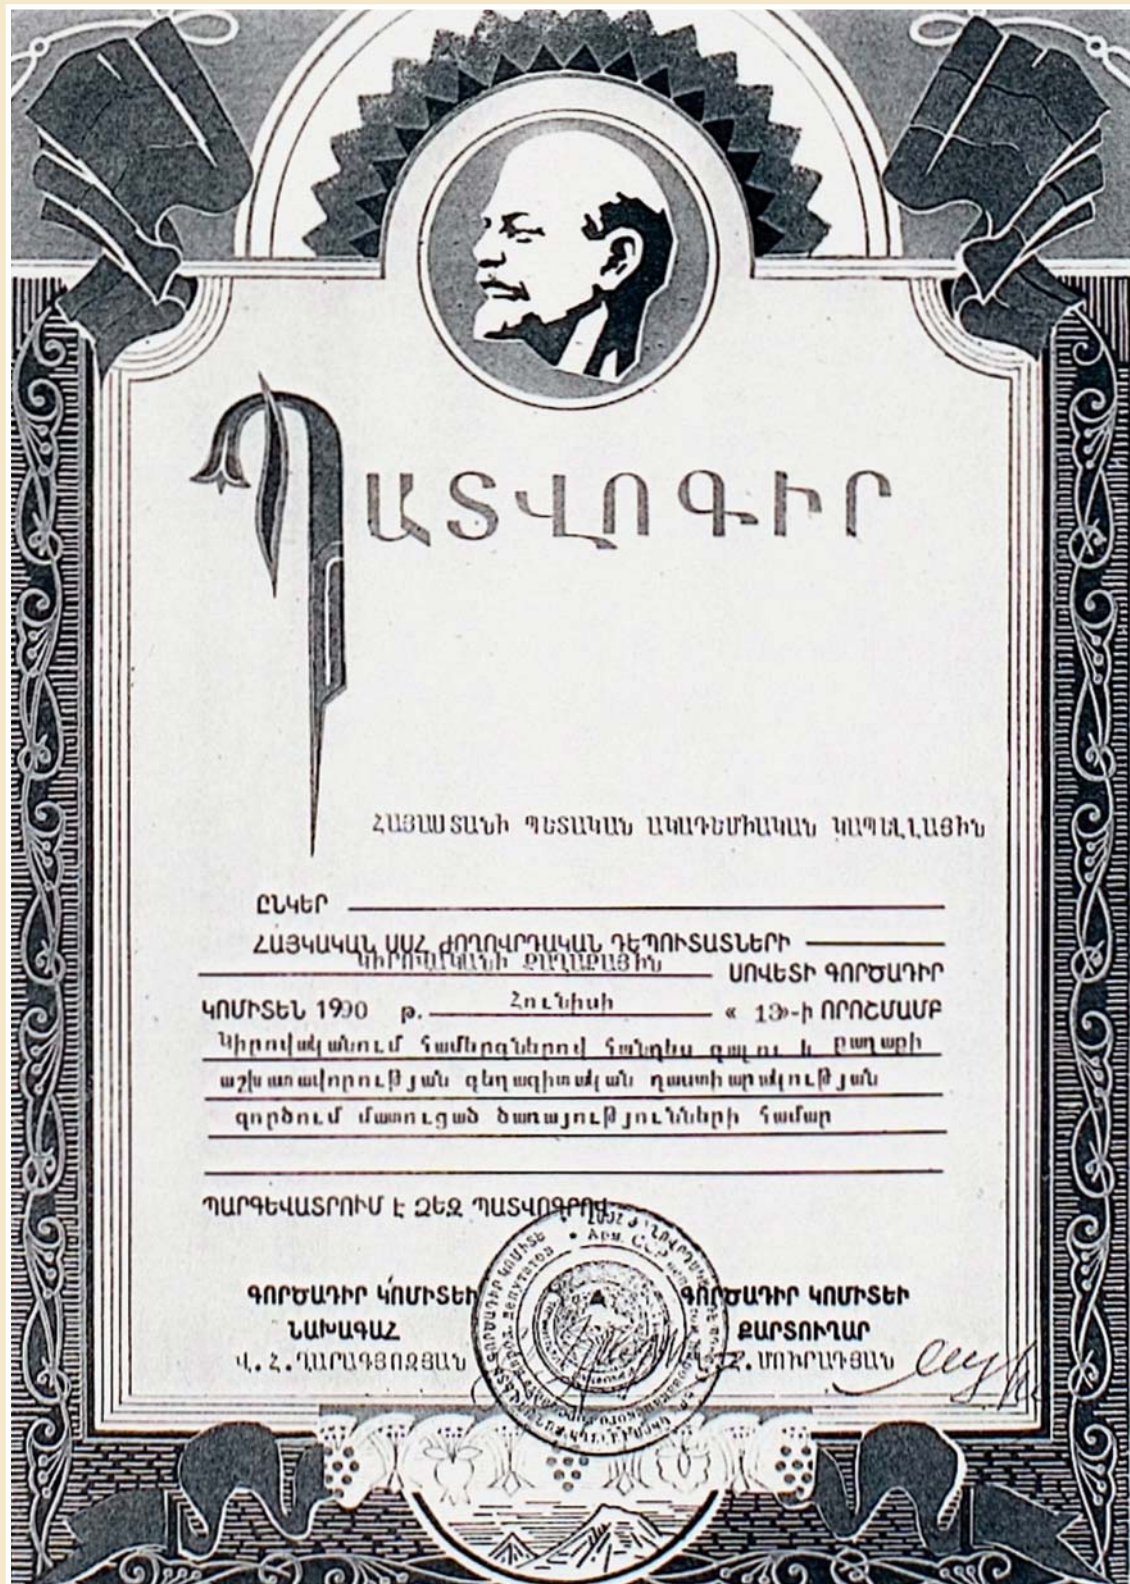 ՊԱՏՎՈԳԻՐ
ՀԱՅԱՍՏԱՆԻ ՊԵՏԱԿԱՆ ԱԿԱԴԵՄԻԱԿԱՆ ԿԱՊԵԼԼԱՅԻՆ
ԸՆԿԵՐ
ՀԱՅԿԱԿԱՆ ՍՍՀ ԺՈՂՈՎՐԴԱԿԱՆ ԴԵՊՈՒՏԱՏՆԵՐԻ
ԿԻՐՈՎԱԿԱՆԻ ՔԱՂԱՔԱՅԻՆ ՍՈՎԵՏԻ ԳՈՐԾԱԴԻՐ
ԿՈՄԻՏԵՆ 1990 թ. Հունիսի « 13»-ի ՈՐՈՇՄԱՄԲ
Կիրովականում համերգներով հանդես գալու և քաղաքի
աշխատավորության գեղագիտական դաստիարակության
գործում մատուցած ծառայությունների համար
ՊԱՐԳԵՎԱՏՐՈՒՄ Է ՁԵԶ ՊԱՏՎՈԳՐՈՎ
ԳՈՐԾԱԴԻՐ ԿՈՄԻՏԵԻ ԳՈՐԾԱԴԻՐ ԿՈՄԻՏԵԻ
ՆԱԽԱԳԱՀ ՔԱՐՏՈՒՂԱՐ
Վ.Հ.ՂԱՐԱԳՅՈԶՅԱՆ ՄՈՒՐԱԴՅԱՆ